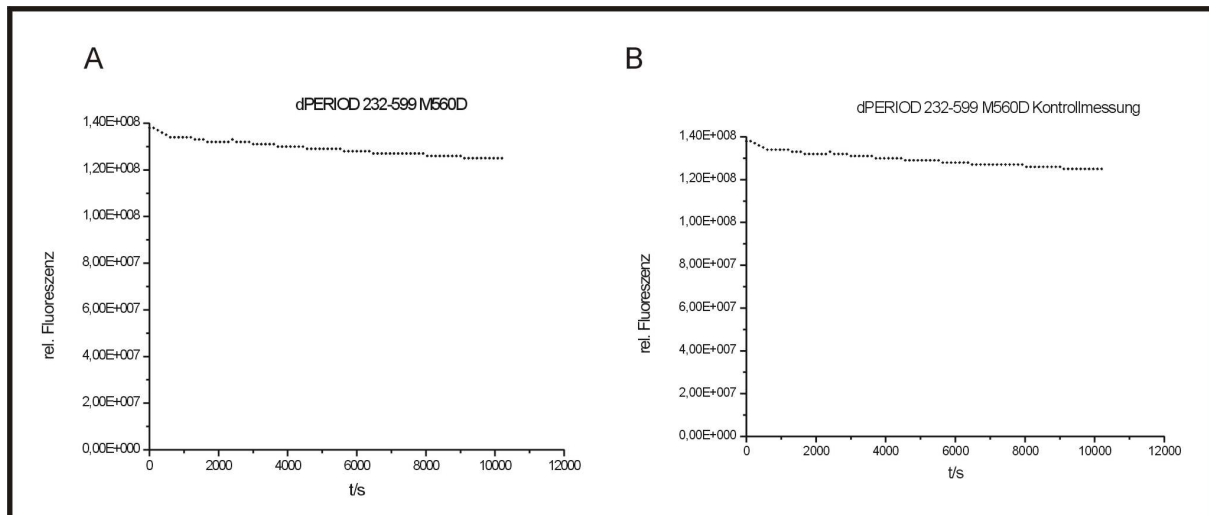 A
dPERIOD 232-599 M560D
1,40E+008
1,20E+008
1,00E+008
8,00E+007
6,00E+007
4,00E+007
2,00E+007
0,00E+000
rel. Fluoreszenz
0 2000 4000 6000 8000 10000 12000
t/s
B
dPERIOD 232-599 M560D Kontrollmessung
1,40E+008
1,20E+008
1,00E+008
8,00E+007
6,00E+007
4,00E+007
2,00E+007
0,00E+000
rel. Fluoreszenz
0 2000 4000 6000 8000 10000 12000
t/s